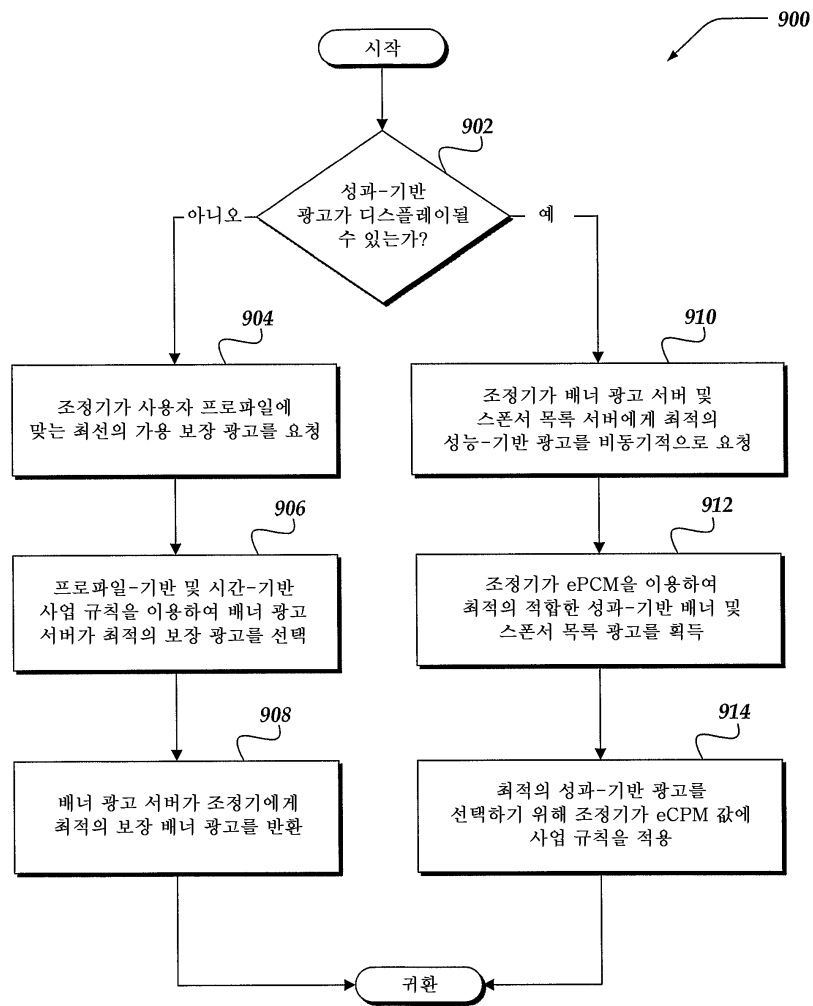 900
시작
902
성과-기반
광고가 디스플레이될
수 있는가?
아니오
예
904
조정기가 사용자 프로파일에
맞는 최선의 가용 보장 광고를 요청
906
프로파일-기반 및 시간-기반
사업 규칙을 이용하여 배너 광고
서버가 최적의 보장 광고를 선택
908
배너 광고 서버가 조정기에게
최적의 보장 배너 광고를 반환
910
조정기가 배너 광고 서버 및
스폰서 목록 서버에게 최적의
성능-기반 광고를 비동기적으로 요청
912
조정기가 ePCM을 이용하여
최적의 적합한 성과-기반 배너 및
스폰서 목록 광고를 획득
914
최적의 성과-기반 광고를
선택하기 위해 조정기가 eCPM 값에
사업 규칙을 적용
귀환